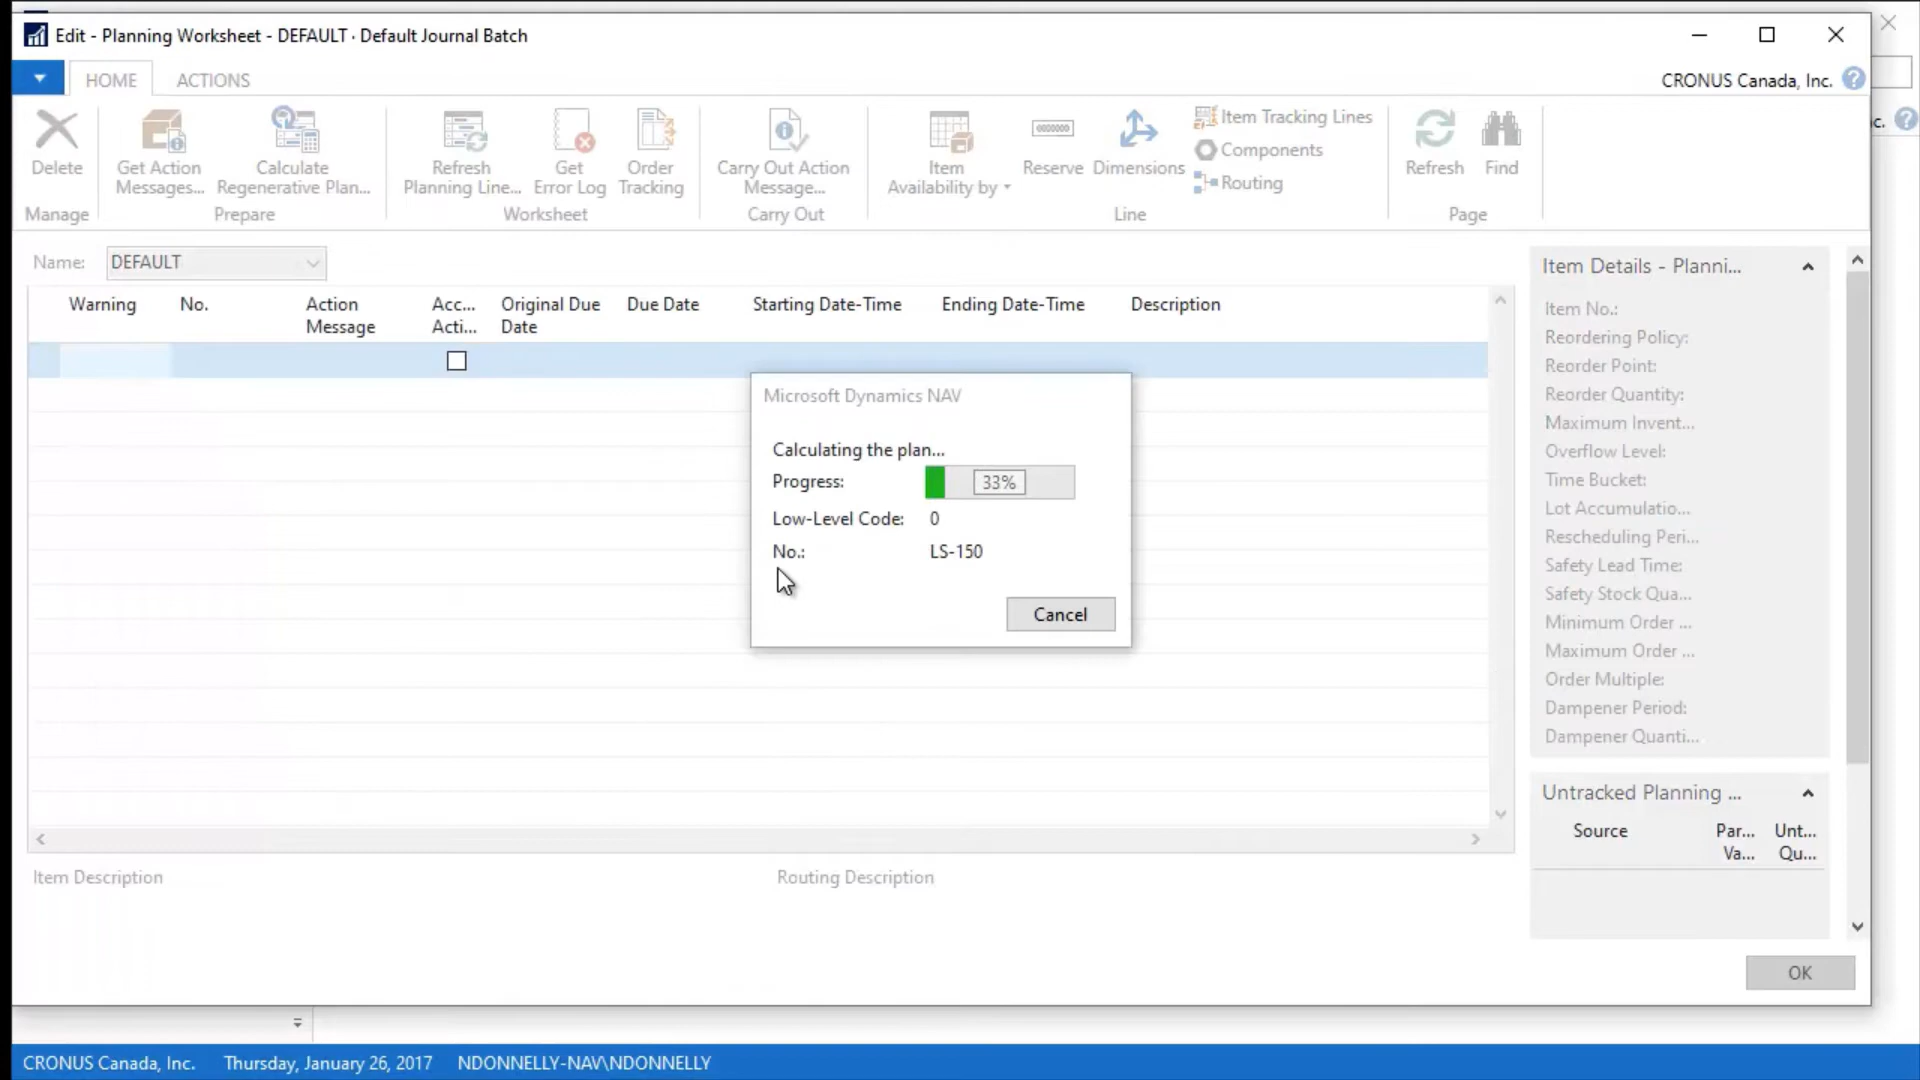 Edit - Planning Worksheet - DEFAULT · Default Journal Batch
HOME
ACTIONS
CRONUS Canada, Inc.
c.
Delete
Get Action
Messages...
Calculate
Regenerative Plan...
Refresh
Planning Line...
Get
Error Log
Order
Tracking
Carry Out Action
Message...
Item
Availability by
Reserve
Dimensions
Item Tracking Lines
Components
Routing
Refresh
Find
Manage
Prepare
Worksheet
Carry Out
Line
Page
Name:
DEFAULT
Warning
No.
Action
Message
Acc...
Acti...
Original Due
Date
Due Date
Starting Date-Time
Ending Date-Time
Description
Microsoft Dynamics NAV
Calculating the plan...
Progress:
33%
Low-Level Code:
0
No.:
LS-150
Cancel
Item Description
Routing Description
Item Details - Planni...
Item No.:
Reordering Policy:
Reorder Point:
Reorder Quantity:
Maximum Invent...
Overflow Level:
Time Bucket:
Lot Accumulatio...
Rescheduling Peri...
Safety Lead Time:
Safety Stock Qua...
Minimum Order ...
Maximum Order ...
Order Multiple:
Dampener Period:
Dampener Quanti...
Untracked Planning ...
Source
Par...
Va...
Unt...
Qu...
OK
CRONUS Canada, Inc.
Thursday, January 26, 2017
NDONNELLY-NAV\NDONNELLY